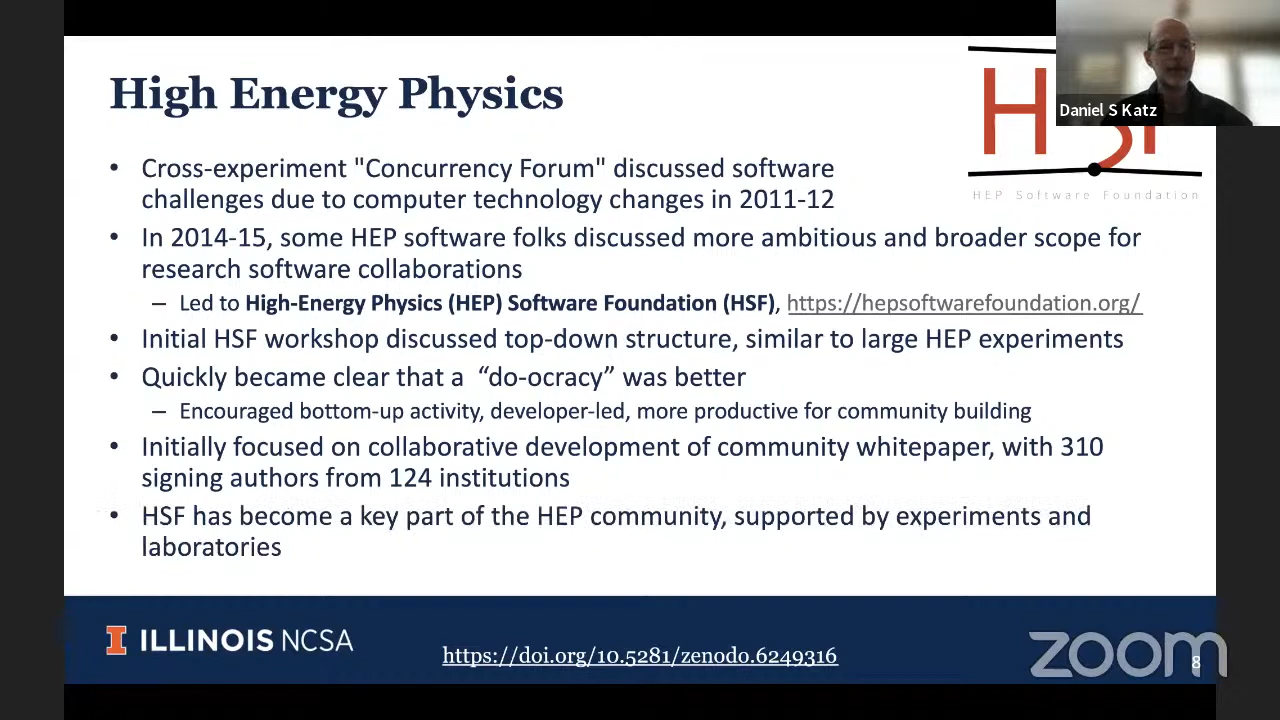 High Energy Physics
Daniel S Katz
HEP Software Foundation
• Cross-experiment "Concurrency Forum" discussed software
challenges due to computer technology changes in 2011-12
• In 2014-15, some HEP software folks discussed more ambitious and broader scope for
research software collaborations
– Led to High-Energy Physics (HEP) Software Foundation (HSF), https://hepsoftwarefoundation.org/
• Initial HSF workshop discussed top-down structure, similar to large HEP experiments
• Quickly became clear that a “do-ocracy” was better
– Encouraged bottom-up activity, developer-led, more productive for community building
• Initially focused on collaborative development of community whitepaper, with 310
signing authors from 124 institutions
• HSF has become a key part of the HEP community, supported by experiments and
laboratories
I ILLINOIS NCSA
https://doi.org/10.5281/zenodo.6249316
zoom
8